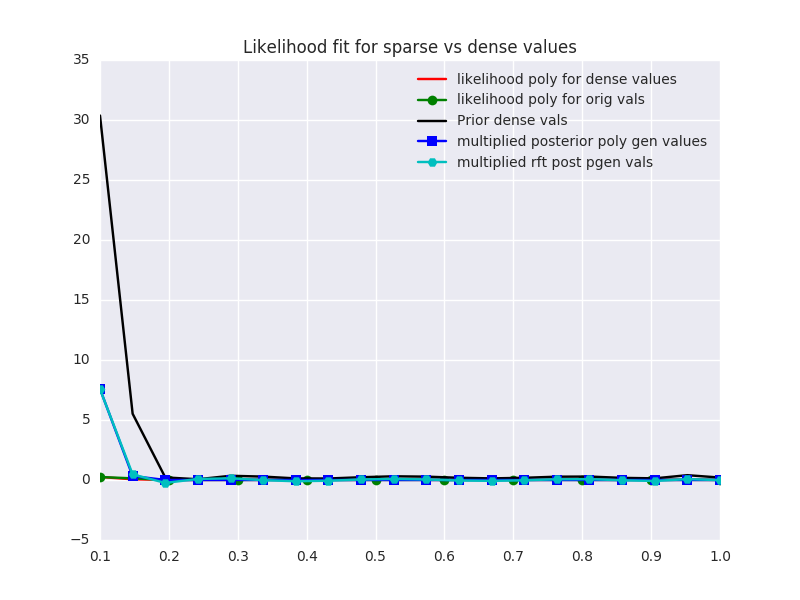 Likelihood fit for sparse vs dense values
35
30
25
20
15
10
5
0
−5
likelihood poly for dense values
likelihood poly for orig vals
Prior dense vals
multiplied posterior poly gen values
multiplied rft post pgen vals
0.1 0.2 0.3 0.4 0.5 0.6 0.7 0.8 0.9 1.0